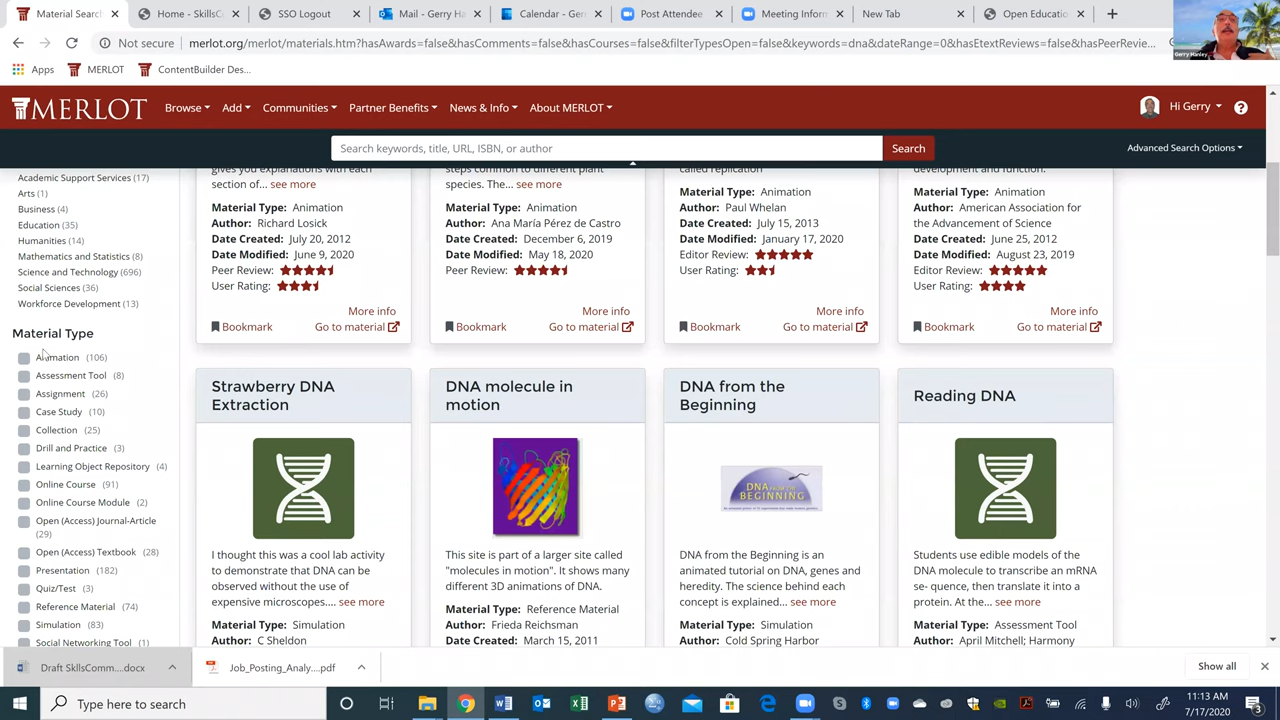 Material Sear
Home - SkillsC
SSO Logout
Mail - Gerry Ha
Calendar - Gerr
Post Attendee
Meeting Inform
New Tab
Open Educatio
Not secure
merlot.org/merlot/materials.htm?hasAwards=false&hasComments=false&hasCourses=false&filterTypesOpen=false&keywords=dna&dateRange=0&hasEtextReviews=false&hasPeerRevie...
Gerry Hanley
Apps
MERLOT
ContentBuilder Des...
MERLOT
Browse
Add
Communities
Partner Benefits
News & Info
About MERLOT
Hi Gerry
?
Search keywords, title, URL, ISBN, or author
Search
Advanced Search Options
Academic Support Services (17)
Arts (1)
Business (4)
Education (35)
Humanities (14)
Mathematics and Statistics (8)
Science and Technology (696)
Social Sciences (36)
Workforce Development (13)
Material Type
Animation (106)
Assessment Tool (8)
Assignment (26)
Case Study (10)
Collection (25)
Drill and Practice (3)
Learning Object Repository (4)
Online Course (91)
Online Course Module (2)
Open (Access) Journal-Article
(29)
Open (Access) Textbook (28)
Presentation (182)
Quiz/Test (3)
Reference Material (74)
Simulation (83)
Social Networking Tool (1)
gives you explanations with each
section of... see more
Material Type: Animation
Author: Richard Losick
Date Created: July 20, 2012
Date Modified: June 9, 2020
Peer Review:
User Rating:
More info
Bookmark
Go to material
steps common to different plant
species. The... see more
Material Type: Animation
Author: Ana María Pérez de Castro
Date Created: December 6, 2019
Date Modified: May 18, 2020
Peer Review:
More info
Bookmark
Go to material
called replication
Material Type: Animation
Author: Paul Whelan
Date Created: July 15, 2013
Date Modified: January 17, 2020
Editor Review:
User Rating:
More info
Bookmark
Go to material
development and function.
Material Type: Animation
Author: American Association for
the Advancement of Science
Date Created: June 25, 2012
Date Modified: August 23, 2019
Editor Review:
User Rating:
More info
Bookmark
Go to material
Strawberry DNA
Extraction
I thought this was a cool lab activity
to demonstrate that DNA can be
observed without the use of
expensive microscopes.... see more
Material Type: Simulation
Author: C Sheldon
DNA molecule in
motion
This site is part of a larger site called
"molecules in motion". It shows many
different 3D animations of DNA.
Material Type: Reference Material
Author: Frieda Reichsman
Date Created: March 15, 2011
DNA from the
Beginning
DNA FROM THE
BEGINNING
DNA from the Beginning is an
animated tutorial on DNA, genes and
heredity. The science behind each
concept is explained... see more
Material Type: Simulation
Author: Cold Spring Harbor
Reading DNA
Students use edible models of the
DNA molecule to transcribe an mRNA
se- quence, then translate it into a
protein. At the... see more
Material Type: Assessment Tool
Author: April Mitchell; Harmony
Draft SkllsComm....docx
Job_Posting_Analy....pdf
Show all
Type here to search
11:13 AM
7/17/2020
3